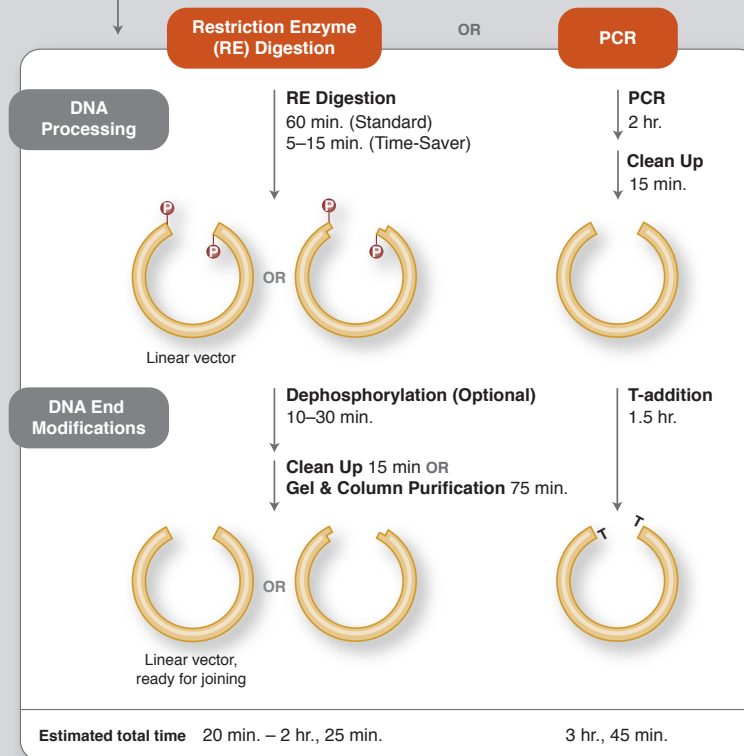 Restriction Enzyme
(RE) Digestion
OR
PCR
DNA
Processing
RE Digestion
60 min. (Standard)
5–15 min. (Time-Saver)
PCR
2 hr.
Clean Up
15 min.
P
P
OR
P
P
Linear vector
DNA End
Modifications
Dephosphorylation (Optional)
10–30 min.
T-addition
1.5 hr.
Clean Up 15 min OR
Gel & Column Purification 75 min.
OR
T
T
Linear vector,
ready for joining
Estimated total time 20 min. – 2 hr., 25 min. 3 hr., 45 min.